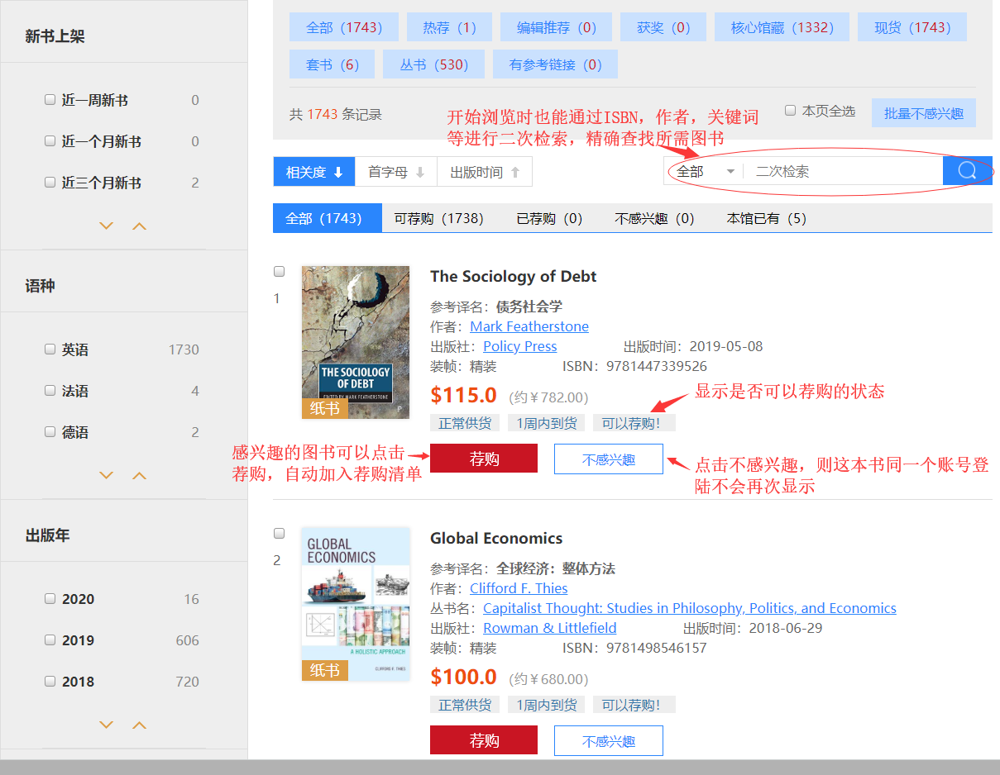 新书上架
近一周新书 0
近一个月新书 0
近三个月新书 2
语种
英语 1730
法语 4
德语 2
出版年
2020 16
2019 606
2018 720
全部（1743） 热荐（1） 编辑推荐（0） 获奖（0） 核心馆藏（1332） 现货（1743）
套书（6） 丛书（530） 有参考链接（0）
共 1743 条记录
开始浏览时也能通过ISBN，作者，关键词
等进行二次检索，精确查找所需图书
本页全选 批量不感兴趣
相关度 首字母 出版时间
全部 二次检索
全部（1743） 可荐购（1738） 已荐购（0） 不感兴趣（0） 本馆已有（5）
1
THE SOCIOLOGY
OF DEBT
EDITED BY MARK FEATHERSTONE
纸书
The Sociology of Debt
参考译名：债务社会学
作者：Mark Featherstone
出版社：Policy Press 出版时间：2019-05-08
装帧：精装 ISBN：9781447339526
$115.0 （约￥782.00）
显示是否可以荐购的状态
正常供货 1周内到货 可以荐购！
感兴趣的图书可以点击
荐购，自动加入荐购清单
荐购 不感兴趣
点击不感兴趣，则这本书同一个账号登
陆不会再次显示
2
GLOBAL
ECONOMICS
A HOLISTIC APPROACH
CLIFFORD F. THIES
纸书
Global Economics
参考译名：全球经济：整体方法
作者：Clifford F. Thies
丛书名：Capitalist Thought: Studies in Philosophy, Politics, and Economics
出版社：Rowman & Littlefield 出版时间：2018-06-29
装帧：精装 ISBN：9781498546157
$100.0 （约￥680.00）
正常供货 1周内到货 可以荐购！
荐购 不感兴趣